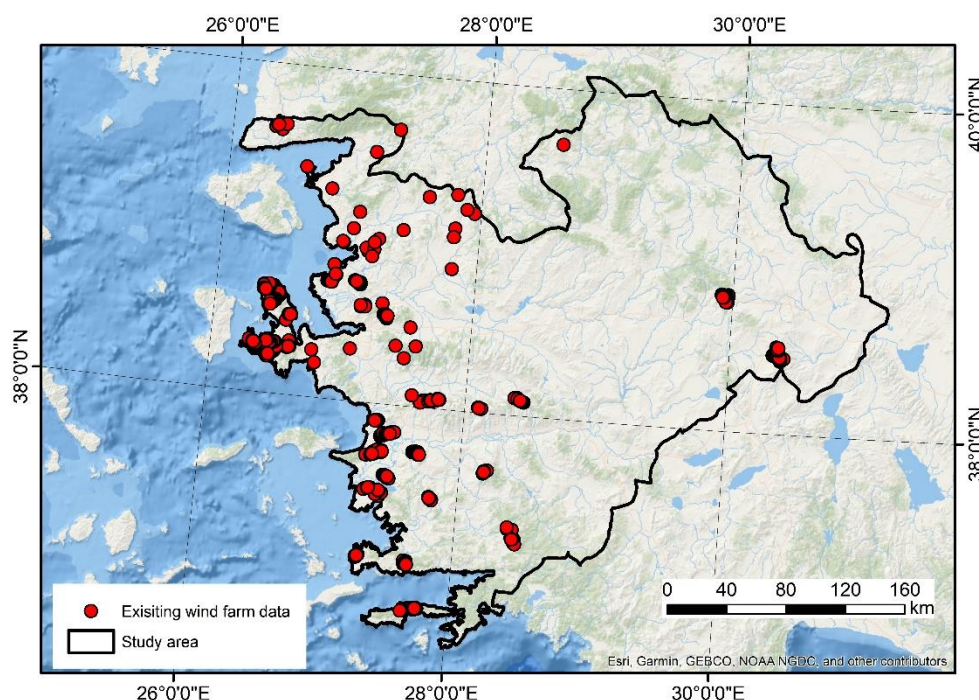 26°0'0"E 28°0'0"E 30°0'0"E
40°0'0"N
38°0'0"N
38°0'0"N
Exisiting wind farm data
Study area
0 40 80 120 160
km
Esri, Garmin, GEBCO, NOAA NGDC, and other contributors
26°0'0"E 28°0'0"E 30°0'0"E